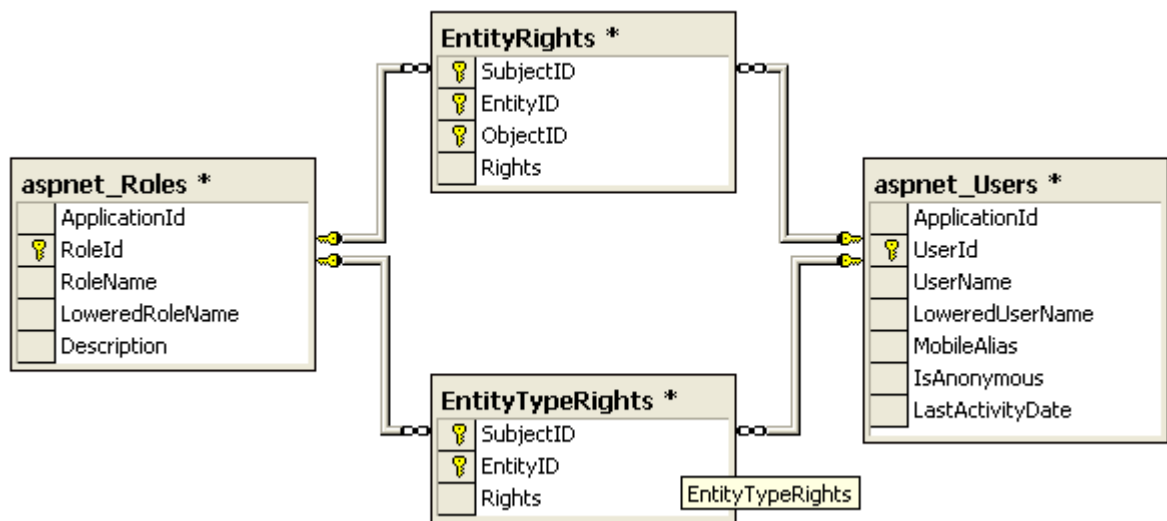 EntityRights *
SubjectID
EntityID
ObjectID
Rights
aspnet_Roles *
ApplicationId
RoleId
RoleName
LoweredRoleName
Description
aspnet_Users *
ApplicationId
UserId
UserName
LoweredUserName
MobileAlias
IsAnonymous
LastActivityDate
EntityTypeRights *
SubjectID
EntityID
Rights
EntityTypeRights